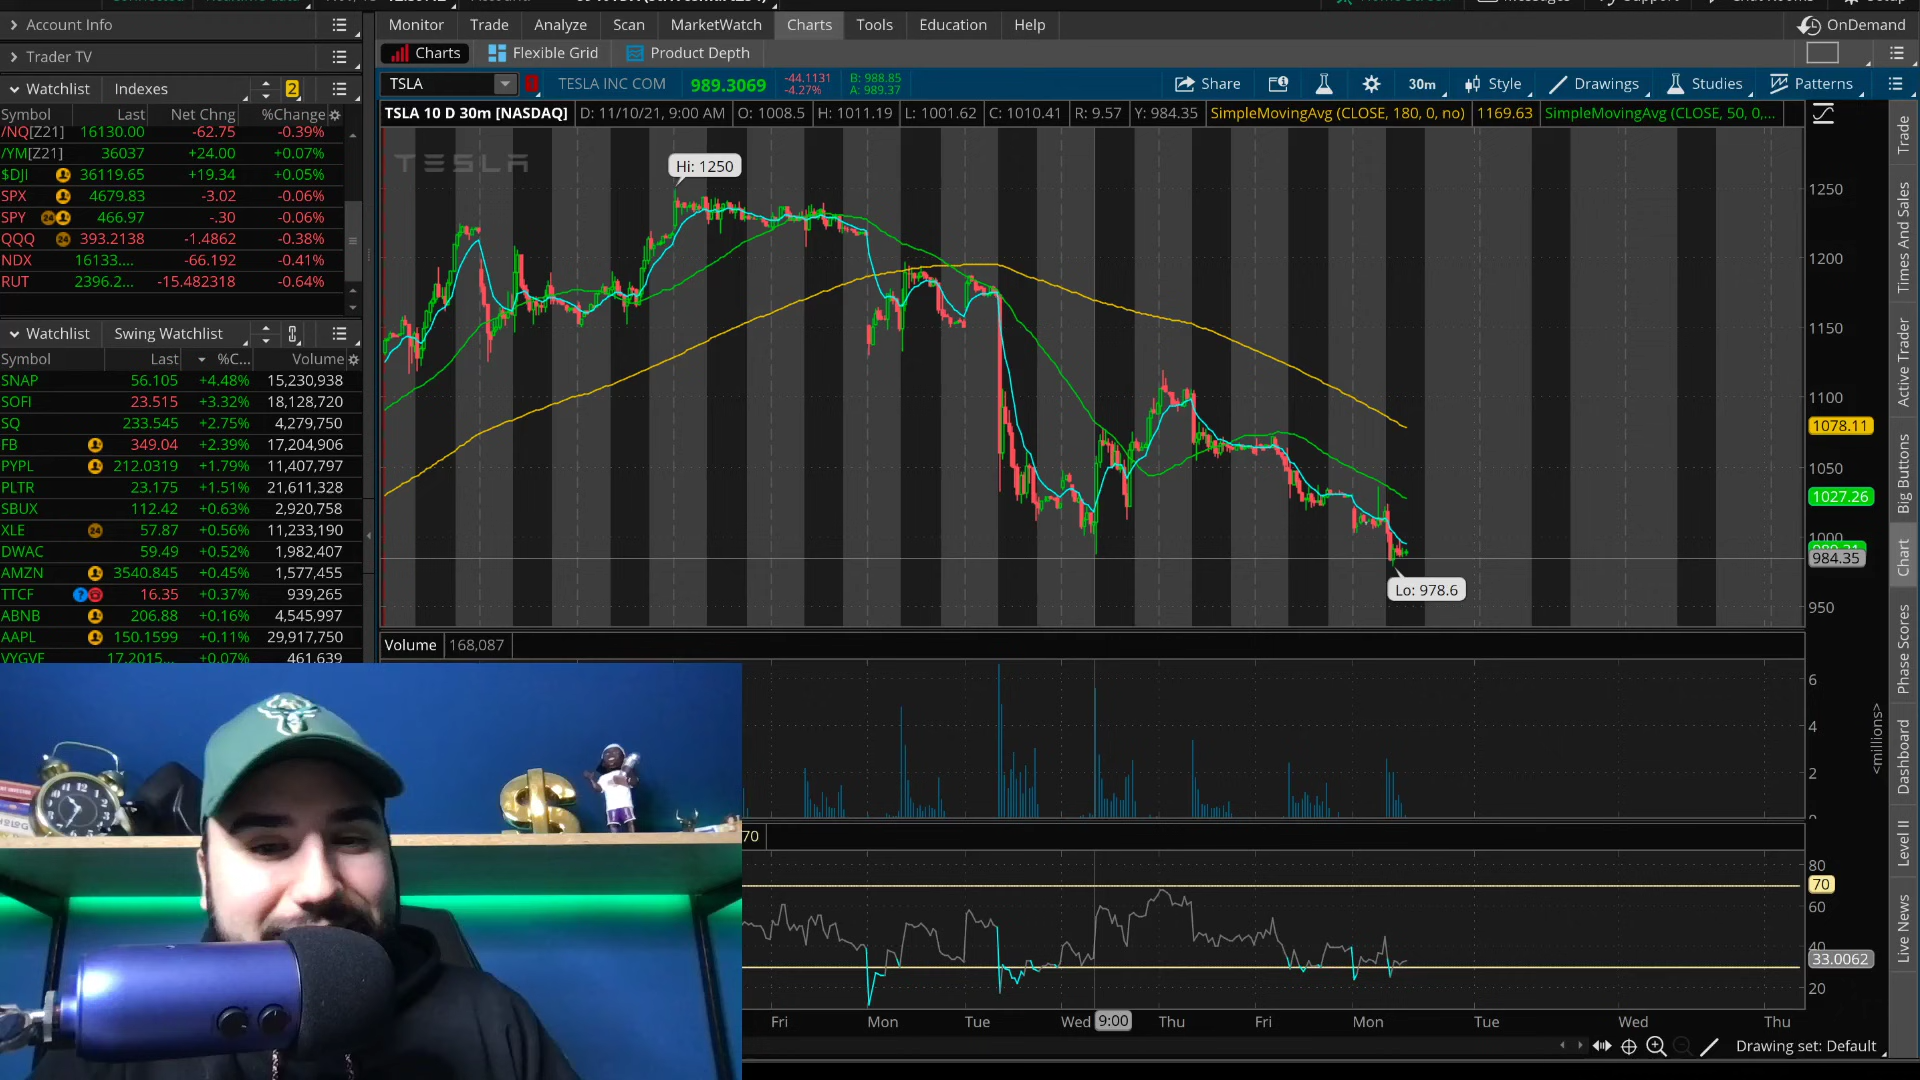 Account Info
Trader TV
Watchlist Indexes 2
Symbol Last Net Chng %Change
/NQ[Z21] 16130.00 -62.75 -0.39%
/YM[Z21] 36037 +24.00 +0.07%
$DJI 36119.65 +19.34 +0.05%
SPX 4679.83 -3.02 -0.06%
SPY 466.97 -.30 -0.06%
QQQ 393.2138 -1.4862 -0.38%
NDX 16133.... -66.192 -0.41%
RUT 2396.2... -15.482318 -0.64%
Watchlist Swing Watchlist
Symbol Last %C... Volume
SNAP 56.105 +4.48% 15,230,938
SOFI 23.515 +3.32% 18,128,720
SQ 233.545 +2.75% 4,279,750
FB 349.04 +2.39% 17,204,906
PYPL 212.0319 +1.79% 11,407,797
PLTR 23.175 +1.51% 21,611,328
SBUX 112.42 +0.63% 2,920,758
XLE 57.87 +0.56% 11,233,190
DWAC 59.49 +0.52% 1,982,407
AMZN 3540.845 +0.45% 1,577,455
TTCF 16.35 +0.37% 939,265
ABNB 206.88 +0.16% 4,545,997
AAPL 150.1599 +0.11% 29,917,750
VYGVF 17.2015... +0.07% 461,639
Monitor Trade Analyze Scan MarketWatch Charts Tools Education Help
OnDemand
Charts Flexible Grid Product Depth
TSLA TESLA INC COM 989.3069 -44.1131 B: 988.85
-4.27% A: 989.37
Share 30m Style Drawings Studies Patterns
TSLA 10 D 30m [NASDAQ] D: 11/10/21, 9:00 AM O: 1008.5 H: 1011.19 L: 1001.62 C: 1010.41 R: 9.57 Y: 984.35 SimpleMovingAvg (CLOSE, 180, 0, no) 1169.63 SimpleMovingAvg (CLOSE, 50, 0,...
TESLA
Hi: 1250
Lo: 978.6
1250
1200
1150
1100
1078.11
1050
1027.26
1000
984.35
950
Volume 168,087
6
4
2
<millions>
70
80
70
60
40
33.0062
20
Fri Mon Tue Wed 9:00 Thu Fri Mon Tue Wed Thu
Drawing set: Default
Trade
Times And Sales
Active Trader
Big Buttons
Chart
Phase Scores
Dashboard
Level II
Live News